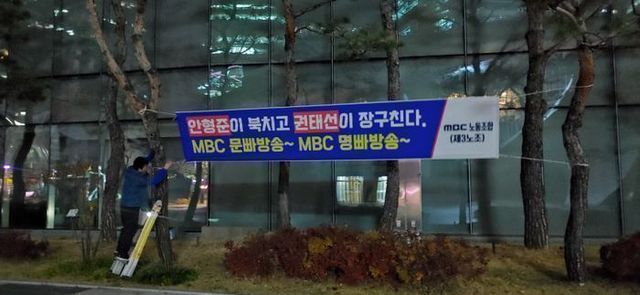 안형준이 북치고 권태선이 장구친다.
MBC 문빠방송~ MBC 명빠방송~
MBC 노동조합
(제3노조)